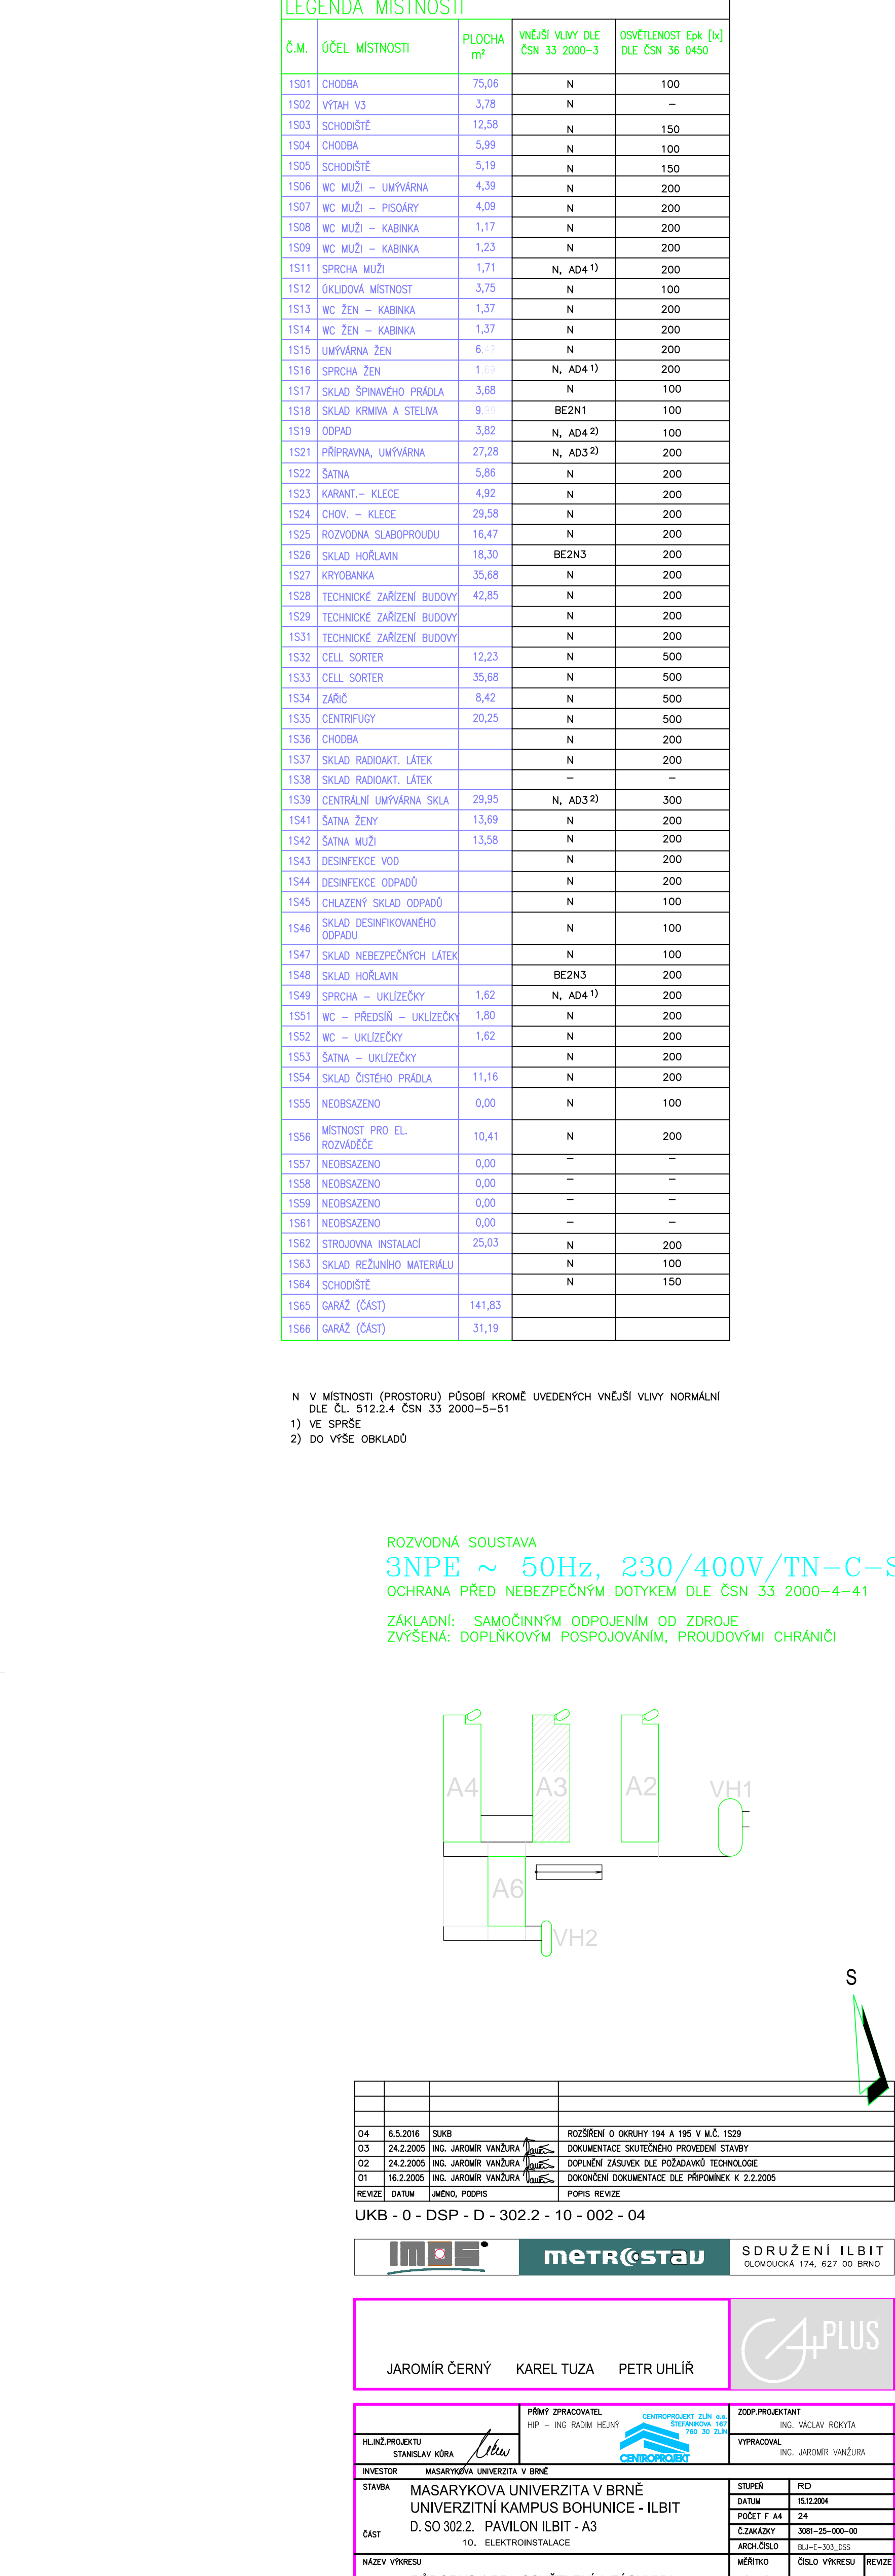 LEGENDA MÍSTNOSTÍ
Č.M. ÚČEL MÍSTNOSTI PLOCHA m² VNĚJŠÍ VLIVY DLE ČSN 33 2000-3 OSVĚTLENOST Epk [lx] DLE ČSN 36 0450
1S01 CHODBA 75,06 N 100
1S02 VÝTAH V3 3,78 N –
1S03 SCHODIŠTĚ 12,58 N 150
1S04 CHODBA 5,99 N 100
1S05 SCHODIŠTĚ 5,19 N 150
1S06 WC MUŽI – UMÝVÁRNA 4,39 N 200
1S07 WC MUŽI – PISOÁRY 4,09 N 200
1S08 WC MUŽI – KABINKA 1,17 N 200
1S09 WC MUŽI – KABINKA 1,23 N 200
1S11 SPRCHA MUŽI 1,71 N, AD4 1) 200
1S12 ÚKLIDOVÁ MÍSTNOST 3,75 N 100
1S13 WC ŽEN – KABINKA 1,37 N 200
1S14 WC ŽEN – KABINKA 1,37 N 200
1S15 UMÝVÁRNA ŽEN N 200
1S16 SPRCHA ŽEN 1.69 N, AD4 1) 200
1S17 SKLAD ŠPINAVÉHO PRÁDLA 3,68 N 100
1S18 SKLAD KRMIVA A STELIVA BE2N1 100
1S19 ODPAD 3,82 N, AD4 2) 100
1S21 PŘÍPRAVNA, UMÝVÁRNA 27,28 N, AD3 2) 200
1S22 ŠATNA 5,86 N 200
1S23 KARANT.– KLECE 4,92 N 200
1S24 CHOV. – KLECE 29,58 N 200
1S25 ROZVODNA SLABOPROUDU 16,47 N 200
1S26 SKLAD HOŘLAVIN 18,30 BE2N3 200
1S27 KRYOBANKA 35,68 N 200
1S28 TECHNICKÉ ZAŘÍZENÍ BUDOVY 42,85 N 200
1S29 TECHNICKÉ ZAŘÍZENÍ BUDOVY N 200
1S31 TECHNICKÉ ZAŘÍZENÍ BUDOVY N 200
1S32 CELL SORTER 12,23 N 500
1S33 CELL SORTER 35,68 N 500
1S34 ZÁŘIČ 8,42 N 500
1S35 CENTRIFUGY 20,25 N 500
1S36 CHODBA N 200
1S37 SKLAD RADIOAKT. LÁTEK N 200
1S38 SKLAD RADIOAKT. LÁTEK – –
1S39 CENTRÁLNÍ UMÝVÁRNA SKLA 29,95 N, AD3 2) 300
1S41 ŠATNA ŽENY 13,69 N 200
1S42 ŠATNA MUŽI 13,58 N 200
1S43 DESINFEKCE VOD N 200
1S44 DESINFEKCE ODPADŮ N 200
1S45 CHLAZENÝ SKLAD ODPADŮ N 100
1S46 SKLAD DESINFIKOVANÉHO ODPADU N 100
1S47 SKLAD NEBEZPEČNÝCH LÁTEK N 100
1S48 SKLAD HOŘLAVIN BE2N3 200
1S49 SPRCHA – UKLÍZEČKY 1,62 N, AD4 1) 200
1S51 WC – PŘEDSÍŇ – UKLÍZEČKY 1,80 N 200
1S52 WC – UKLÍZEČKY 1,62 N 200
1S53 ŠATNA – UKLÍZEČKY N 200
1S54 SKLAD ČISTÉHO PRÁDLA 11,16 N 200
1S55 NEOBSAZENO 0,00 N 100
1S56 MÍSTNOST PRO EL. ROZVÁDĚČE 10,41 N 200
1S57 NEOBSAZENO 0,00 – –
1S58 NEOBSAZENO 0,00 – –
1S59 NEOBSAZENO 0,00 – –
1S61 NEOBSAZENO 0,00 – –
1S62 STROJOVNA INSTALACÍ 25,03 N 200
1S63 SKLAD REŽIJNÍHO MATERIÁLU N 100
1S64 SCHODIŠTĚ N 150
1S65 GARÁŽ (ČÁST) 141,83
1S66 GARÁŽ (ČÁST) 31,19
N V MÍSTNOSTI (PROSTORU) PŮSOBÍ KROMĚ UVEDENÝCH VNĚJŠÍ VLIVY NORMÁLNÍ
DLE ČL. 512.2.4 ČSN 33 2000-5-51
1) VE SPRŠE
2) DO VÝŠE OBKLADŮ
ROZVODNÁ SOUSTAVA
3NPE ~ 50Hz, 230/400V/TN-C-S
OCHRANA PŘED NEBEZPEČNÝM DOTYKEM DLE ČSN 33 2000-4-41
ZÁKLADNÍ: SAMOČINNÝM ODPOJENÍM OD ZDROJE
ZVÝŠENÁ: DOPLŇKOVÝM POSPOJOVÁNÍM, PROUDOVÝMI CHRÁNIČI
A4 A3 A2 VH1
A6
VH2
S
04 6.5.2016 SUKB ROZŠÍŘENÍ O OKRUHY 194 A 195 V M.Č. 1S29
03 24.2.2005 ING. JAROMÍR VANŽURA DOKUMENTACE SKUTEČNÉHO PROVEDENÍ STAVBY
02 24.2.2005 ING. JAROMÍR VANŽURA DOPLNĚNÍ ZÁSUVEK DLE POŽADAVKŮ TECHNOLOGIE
01 16.2.2005 ING. JAROMÍR VANŽURA DOKONČENÍ DOKUMENTACE DLE PŘIPOMÍNEK K 2.2.2005
REVIZE DATUM JMÉNO, PODPIS POPIS REVIZE
UKB - 0 - DSP - D - 302.2 - 10 - 002 - 04
IMOS metrostav SDRUŽENÍ ILBIT
OLOMOUCKÁ 174, 627 00 BRNO
A PLUS
JAROMÍR ČERNÝ KAREL TUZA PETR UHLÍŘ
PŘÍMÝ ZPRACOVATEL
HIP – ING RADIM HEJNÝ
CENTROPROJEKT ZLÍN a.s.
ŠTEFÁNIKOVA 167
760 30 ZLÍN
CENTROPROJEKT
ZODP.PROJEKTANT
ING. VÁCLAV ROKYTA
HL.INŽ.PROJEKTU
STANISLAV KŮRA
VYPRACOVAL
ING. JAROMÍR VANŽURA
INVESTOR MASARYKOVA UNIVERZITA V BRNĚ
STAVBA MASARYKOVA UNIVERZITA V BRNĚ
UNIVERZITNÍ KAMPUS BOHUNICE - ILBIT
D. SO 302.2. PAVILON ILBIT - A3
ČÁST 10. ELEKTROINSTALACE
STUPEŇ RD
DATUM 15.12.2004
POČET F A4 24
Č.ZAKÁZKY 3081-25-000-00
ARCH.ČÍSLO BLJ-E-303_DSS
NÁZEV VÝKRESU MĚŘÍTKO ČÍSLO VÝKRESU REVIZE